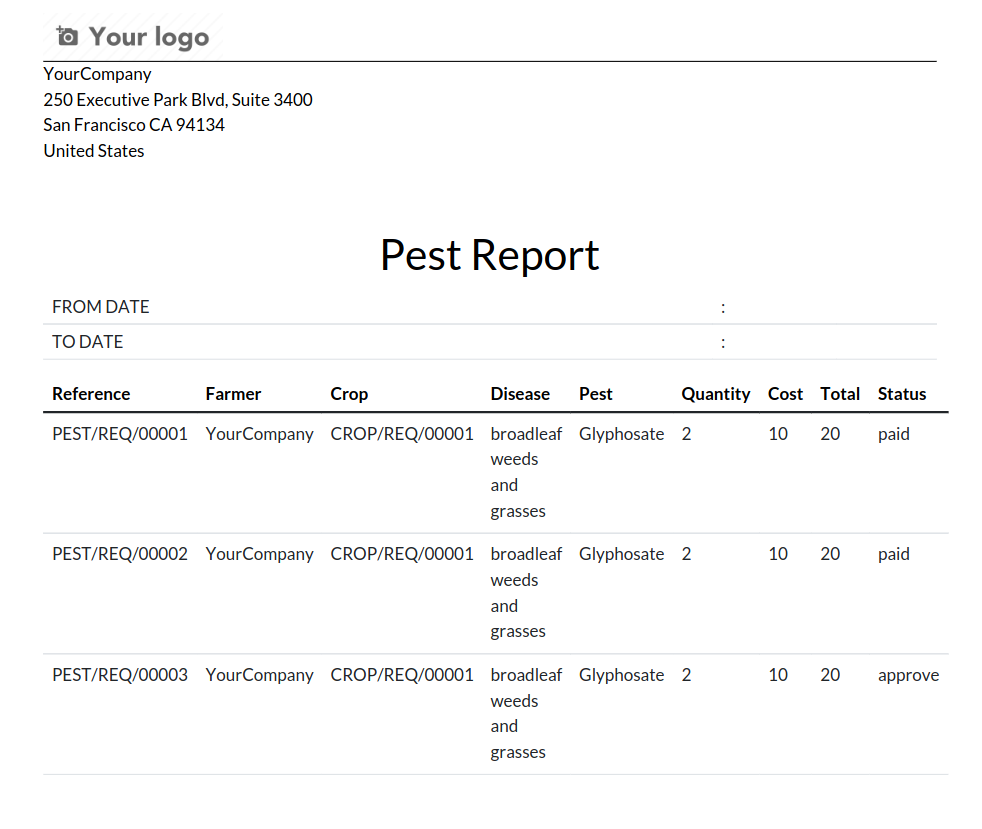 Your logo
YourCompany
250 Executive Park Blvd, Suite 3400
San Francisco CA 94134
United States
Pest Report
FROM DATE :
TO DATE :
Reference Farmer Crop Disease Pest Quantity Cost Total Status
PEST/REQ/00001 YourCompany CROP/REQ/00001 broadleaf Glyphosate 2 10 20 paid
weeds
and
grasses
PEST/REQ/00002 YourCompany CROP/REQ/00001 broadleaf Glyphosate 2 10 20 paid
weeds
and
grasses
PEST/REQ/00003 YourCompany CROP/REQ/00001 broadleaf Glyphosate 2 10 20 approve
weeds
and
grasses